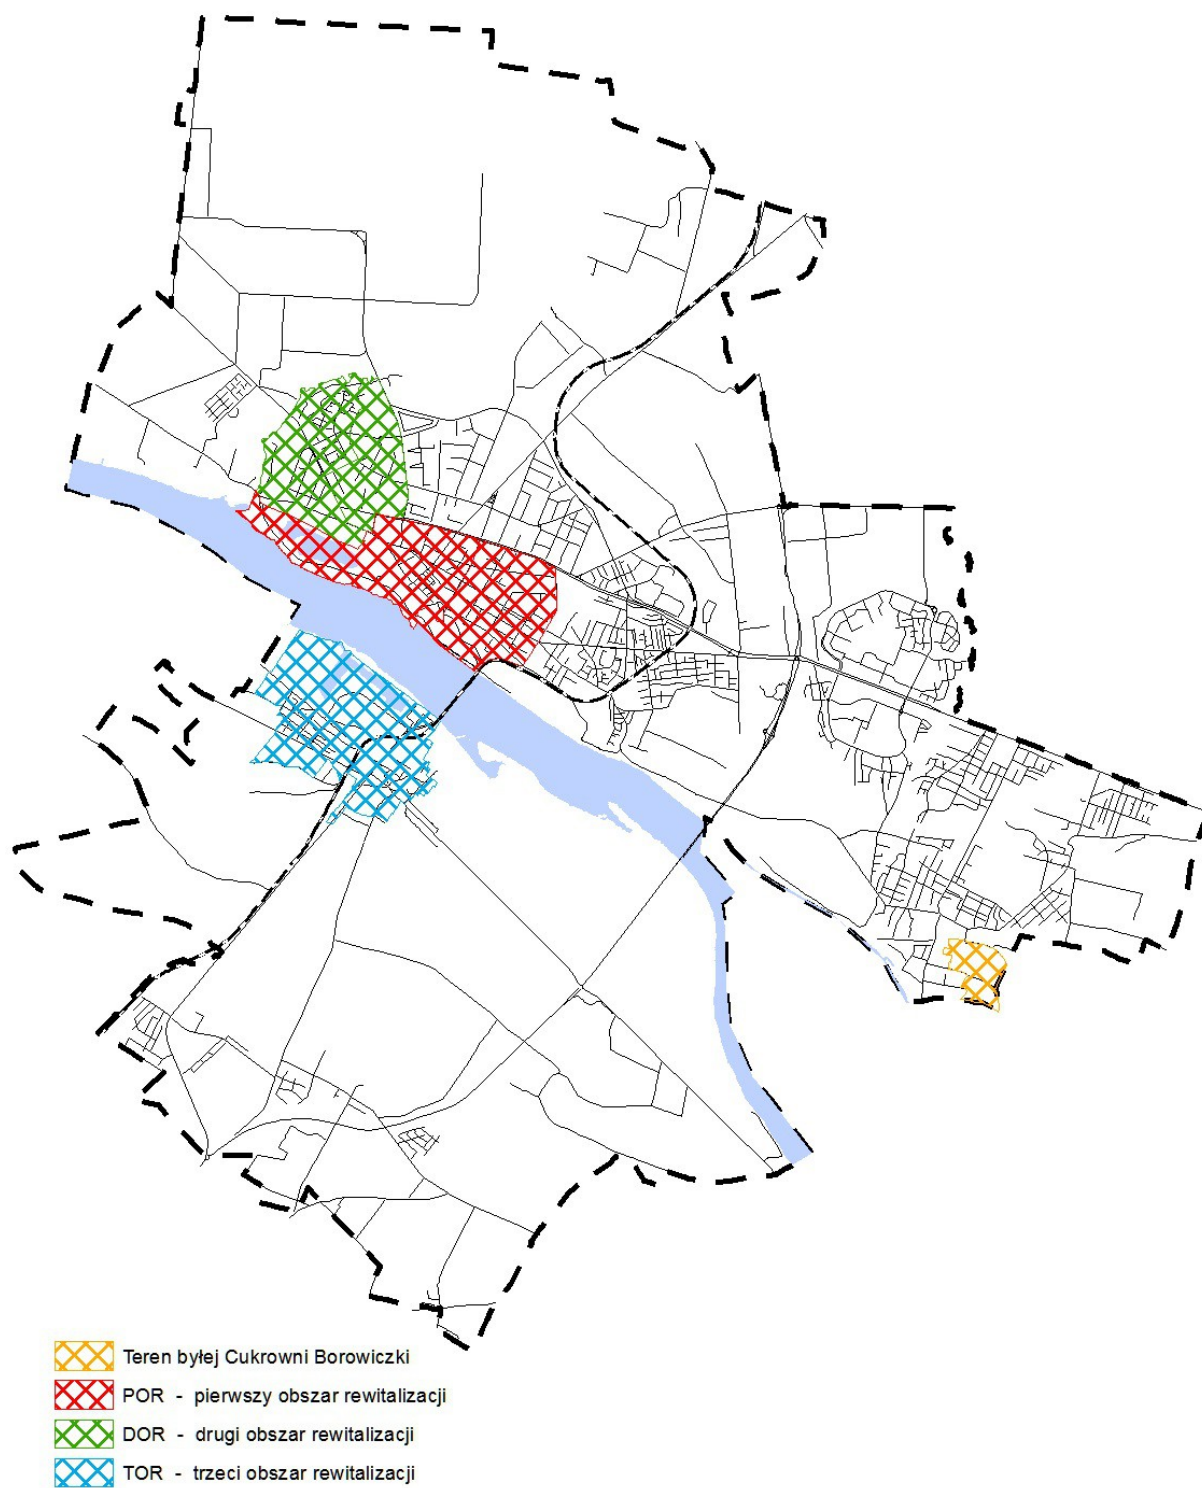 Teren byłej Cukrowni Borowiczki
POR - pierwszy obszar rewitalizacji
DOR - drugi obszar rewitalizacji
TOR - trzeci obszar rewitalizacji